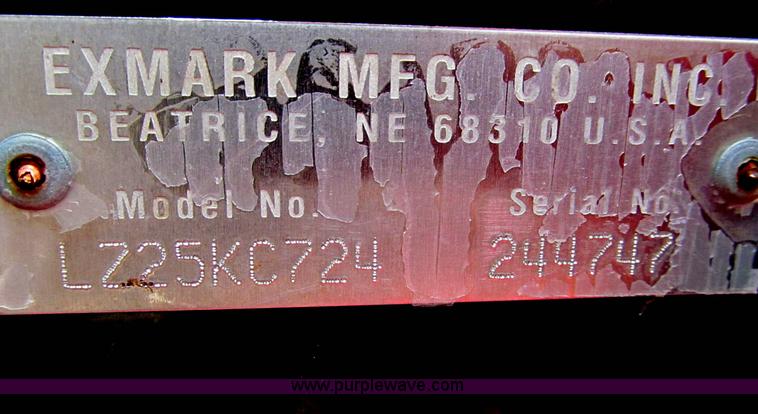 EXMARK MFG. CO. INC.
BEATRICE, NE 68310 U.S.A.
Model No. Serial No.
LZ25KC724 244747
www.purplewave.com